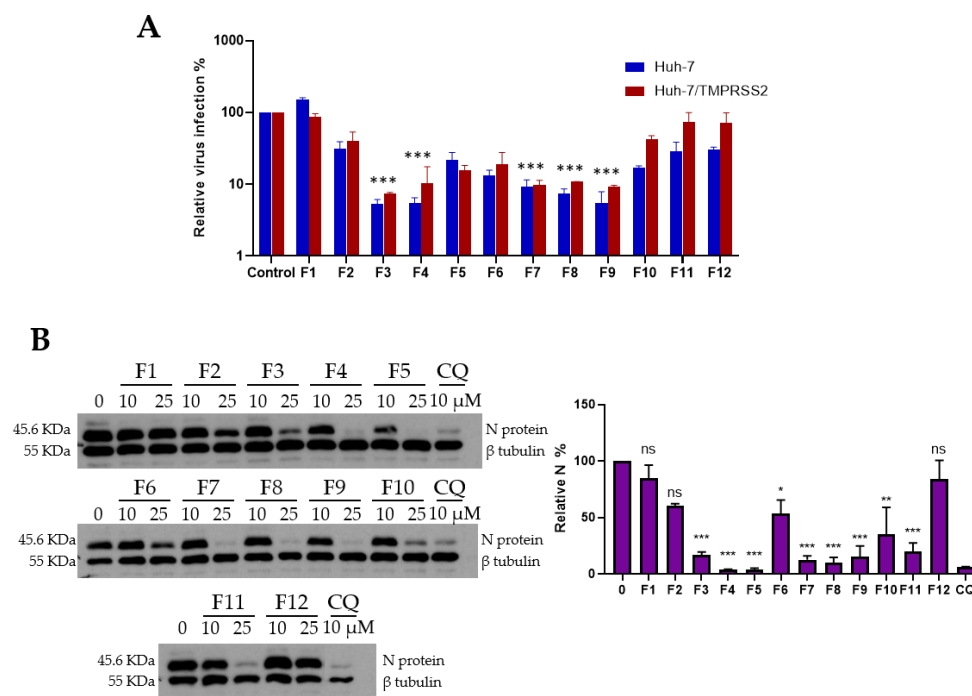 A
Relative virus infection %
1000
100
10
1
Huh-7
Huh-7/TMPRSS2
***
***
***
***
***
Control F1 F2 F3 F4 F5 F6 F7 F8 F9 F10 F11 F12
B
F1 F2 F3 F4 F5 CQ
0 10 25 10 25 10 25 10 25 10 25 10 μM
45.6 KDa N protein
55 KDa β tubulin
F6 F7 F8 F9 F10 CQ
0 10 25 10 25 10 25 10 25 10 25 10 μM
45.6 KDa N protein
55 KDa β tubulin
F11 F12 CQ
0 10 25 10 25 10 μM
45.6 KDa N protein
55 KDa β tubulin
Relative N %
150
100
50
0
ns ns *** *** *** * *** *** *** ** *** ns
0 F1 F2 F3 F4 F5 F6 F7 F8 F9 F10 F11 F12 CQ